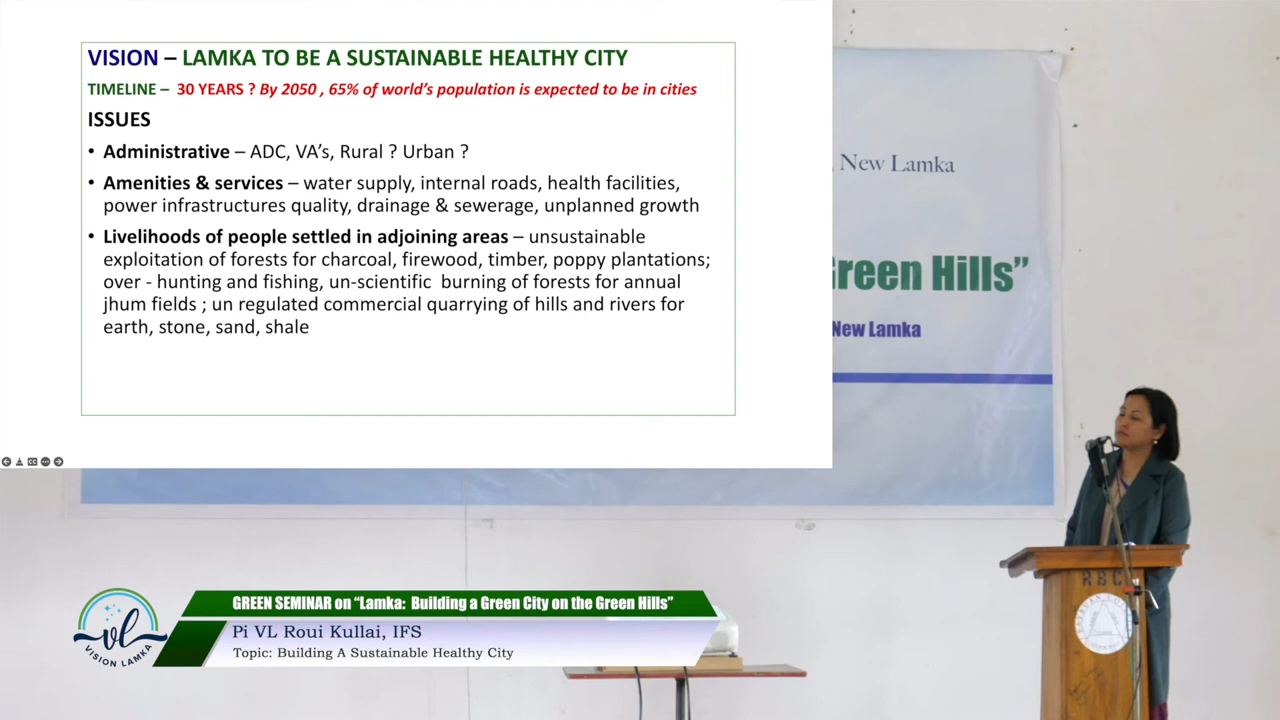 VISION – LAMKA TO BE A SUSTAINABLE HEALTHY CITY
TIMELINE – 30 YEARS ? By 2050 , 65% of world's population is expected to be in cities
ISSUES
• Administrative – ADC, VA's, Rural ? Urban ?
• Amenities & services – water supply, internal roads, health facilities,
power infrastructures quality, drainage & sewerage, unplanned growth
• Livelihoods of people settled in adjoining areas – unsustainable
exploitation of forests for charcoal, firewood, timber, poppy plantations;
over - hunting and fishing, un-scientific burning of forests for annual
jhum fields ; un regulated commercial quarrying of hills and rivers for
earth, stone, sand, shale
New Lamka
Green Hills”
New Lamka
RBC
vl
VISION LAMKA
GREEN SEMINAR on “Lamka: Building a Green City on the Green Hills”
Pi VL Roui Kullai, IFS
Topic: Building A Sustainable Healthy City